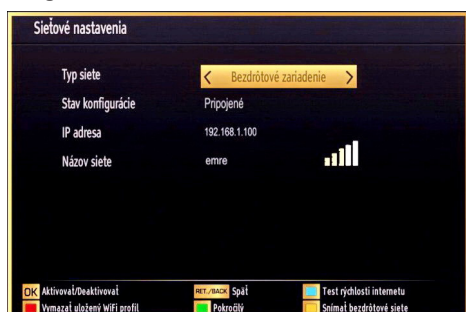 Sieťové nastavenia
Typ siete < Bezdrôtové zariadenie >
Stav konfigurácie Pripojené
IP adresa 192.168.1.100
Názov siete emre
OK Aktivovať/Deaktivovať RET./BACK Späť Test rýchlosti internetu
Vymazať uložený WiFi profil Pokročilý Snímať bezdrôtové siete